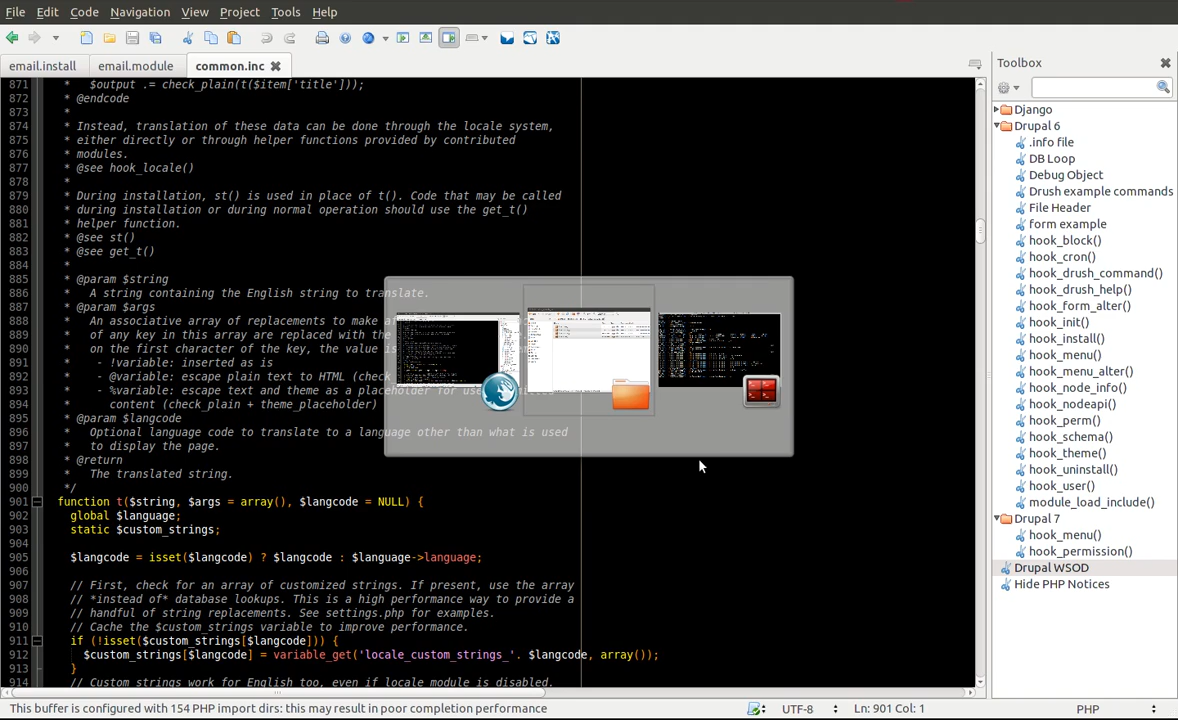 File Edit Code Navigation View Project Tools Help
email.install email.module common.inc
871 * $output .= check_plain(t($item['title']));
872 * @endcode
873 *
874 * Instead, translation of these data can be done through the locale system,
875 * either directly or through helper functions provided by contributed
876 * modules.
877 * @see hook_locale()
878 *
879 * During installation, st() is used in place of t(). Code that may be called
880 * during installation or during normal operation should use the get_t()
881 * helper function.
882 * @see st()
883 * @see get_t()
884 *
885 * @param $string
886 * A string containing the English string to translate.
887 * @param $args
888 * An associative array of replacements to make a
889 * of any key in this array are replaced with the
890 * on the first character of the key, the value is
891 * - !variable: inserted as is
892 * - @variable: escape plain text to HTML (check
893 * - %variable: escape text and theme as a placeholder for use
894 * content (check_plain + theme_placeholder)
895 * @param $langcode
896 * Optional language code to translate to a language other than what is used
897 * to display the page.
898 * @return
899 * The translated string.
900 */
901 function t($string, $args = array(), $langcode = NULL) {
902 global $language;
903 static $custom_strings;
904
905 $langcode = isset($langcode) ? $langcode : $language->language;
906
907 // First, check for an array of customized strings. If present, use the array
908 // *instead of* database lookups. This is a high performance way to provide a
909 // handful of string replacements. See settings.php for examples.
910 // Cache the $custom_strings variable to improve performance.
911 if (!isset($custom_strings[$langcode])) {
912 $custom_strings[$langcode] = variable_get('locale_custom_strings_'. $langcode, array());
913 }
914 // Custom strings work for English too, even if locale module is disabled.
Toolbox
Django
Drupal 6
.info file
DB Loop
Debug Object
Drush example commands
File Header
form example
hook_block()
hook_cron()
hook_drush_command()
hook_drush_help()
hook_form_alter()
hook_init()
hook_install()
hook_menu()
hook_menu_alter()
hook_node_info()
hook_nodeapi()
hook_perm()
hook_schema()
hook_theme()
hook_uninstall()
hook_user()
module_load_include()
Drupal 7
hook_menu()
hook_permission()
Drupal WSOD
Hide PHP Notices
This buffer is configured with 154 PHP import dirs: this may result in poor completion performance UTF-8 Ln: 901 Col: 1 PHP